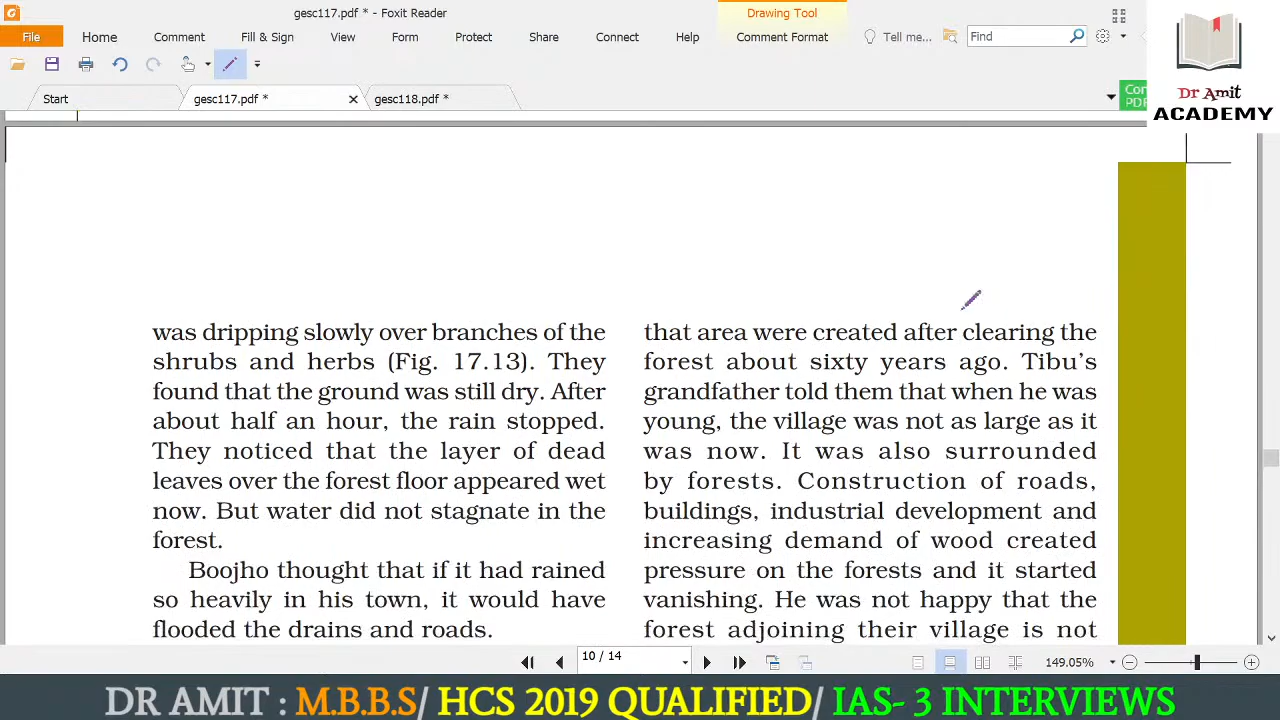 gesc117.pdf * - Foxit Reader
Drawing Tool
File Home Comment Fill & Sign View Form Protect Share Connect Help Comment Format Tell me... Find
Start gesc117.pdf * gesc118.pdf *
Dr Amit
ACADEMY
was dripping slowly over branches of the
shrubs and herbs (Fig. 17.13). They
found that the ground was still dry. After
about half an hour, the rain stopped.
They noticed that the layer of dead
leaves over the forest floor appeared wet
now. But water did not stagnate in the
forest.
Boojho thought that if it had rained
so heavily in his town, it would have
flooded the drains and roads.
that area were created after clearing the
forest about sixty years ago. Tibu's
grandfather told them that when he was
young, the village was not as large as it
was now. It was also surrounded
by forests. Construction of roads,
buildings, industrial development and
increasing demand of wood created
pressure on the forests and it started
vanishing. He was not happy that the
forest adjoining their village is not
10 / 14
149.05%
DR AMIT : M.B.B.S/ HCS 2019 QUALIFIED/ IAS- 3 INTERVIEWS